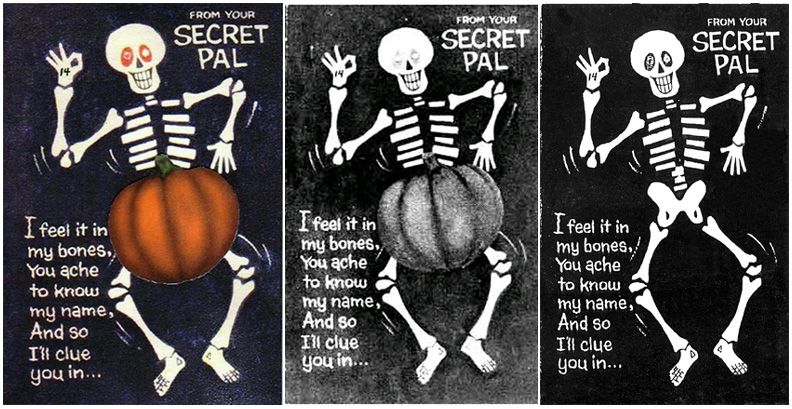 FROM YOUR
SECRET
PAL
14
I feel it in
my bones,
You ache
to know
my name,
And so
I'll clue
you in...
FROM YOUR
SECRET
PAL
14
I feel it in
my bones,
You ache
to know
my name,
And so
I'll clue
you in...
FROM YOUR
SECRET
PAL
14
I feel it in
my bones,
You ache
to know
my name,
And so
I'll clue
you in...